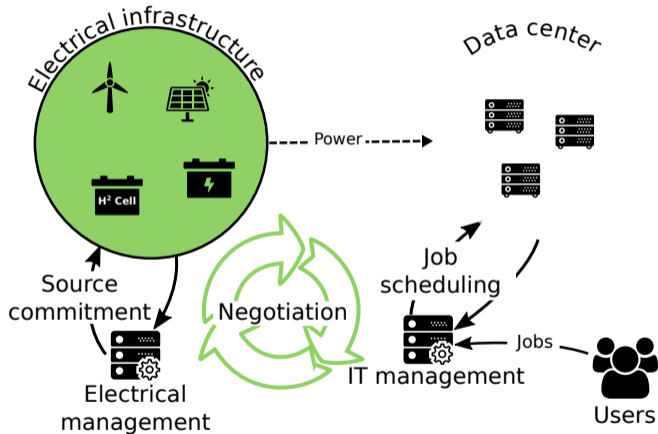 Electrical infrastructure
Data center
Power
H² Cell
Source
commitment
Negotiation
Job
scheduling
Jobs
IT management
Electrical
management
Users